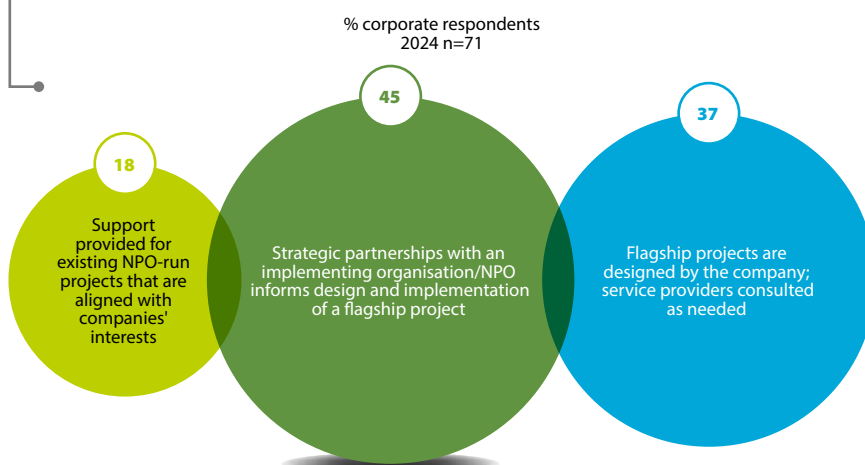 % corporate respondents
2024 n=71
18
Support
provided for
existing NPO-run
projects that are
aligned with
companies'
interests
45
Strategic partnerships with an
implementing organisation/NPO
informs design and implementation
of a flagship project
37
Flagship projects are
designed by the company;
service providers consulted
as needed